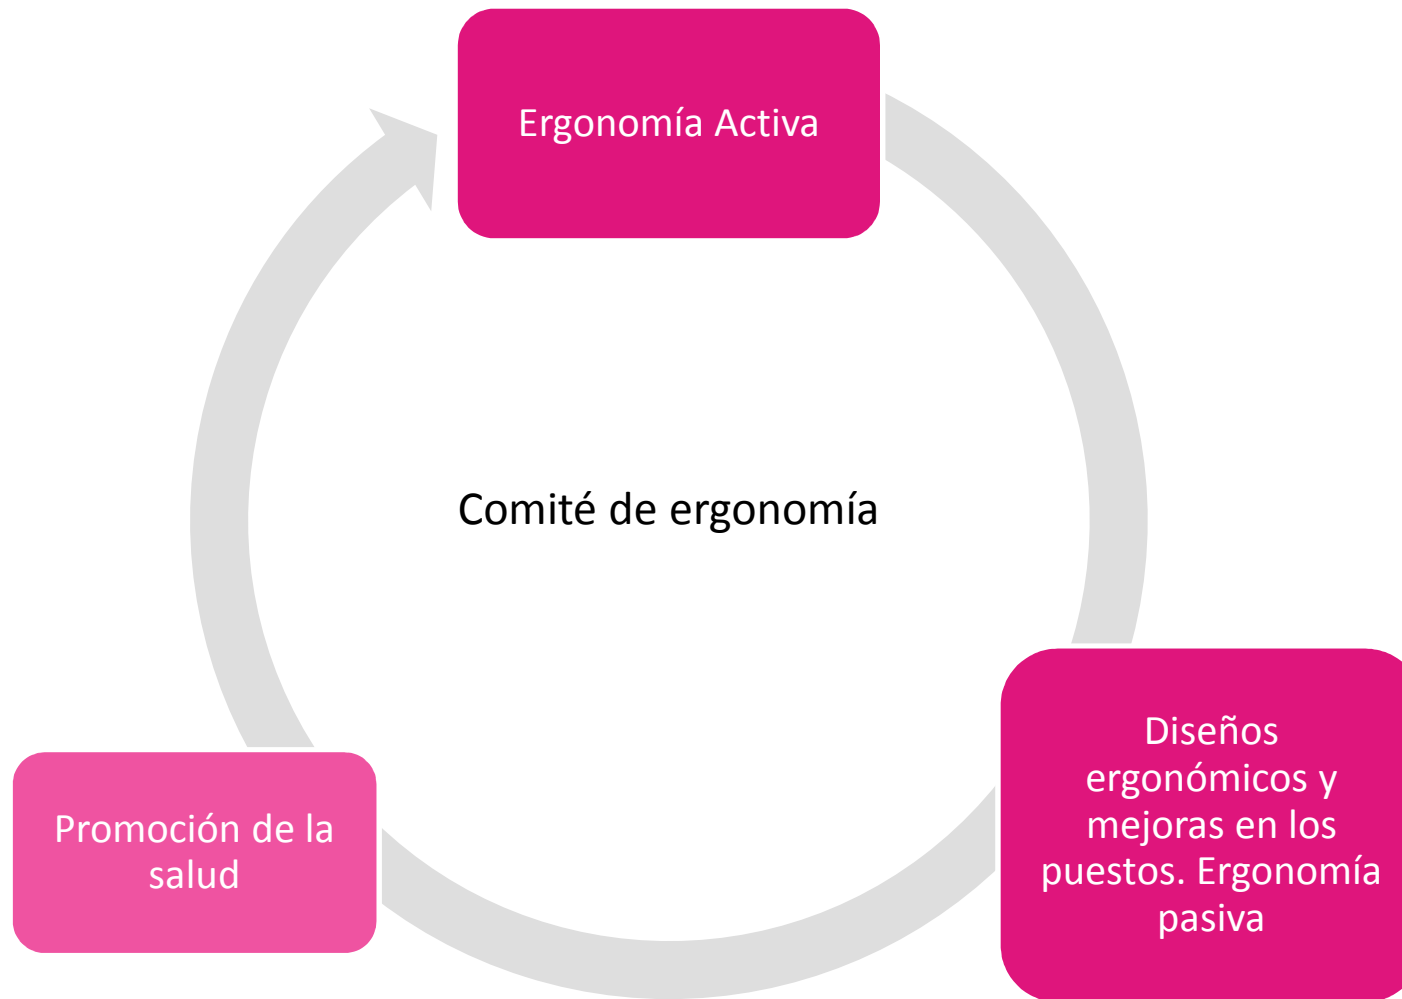 Ergonomía Activa
Comité de ergonomía
Diseños
ergonómicos y
mejoras en los
puestos. Ergonomía
pasiva
Promoción de la
salud